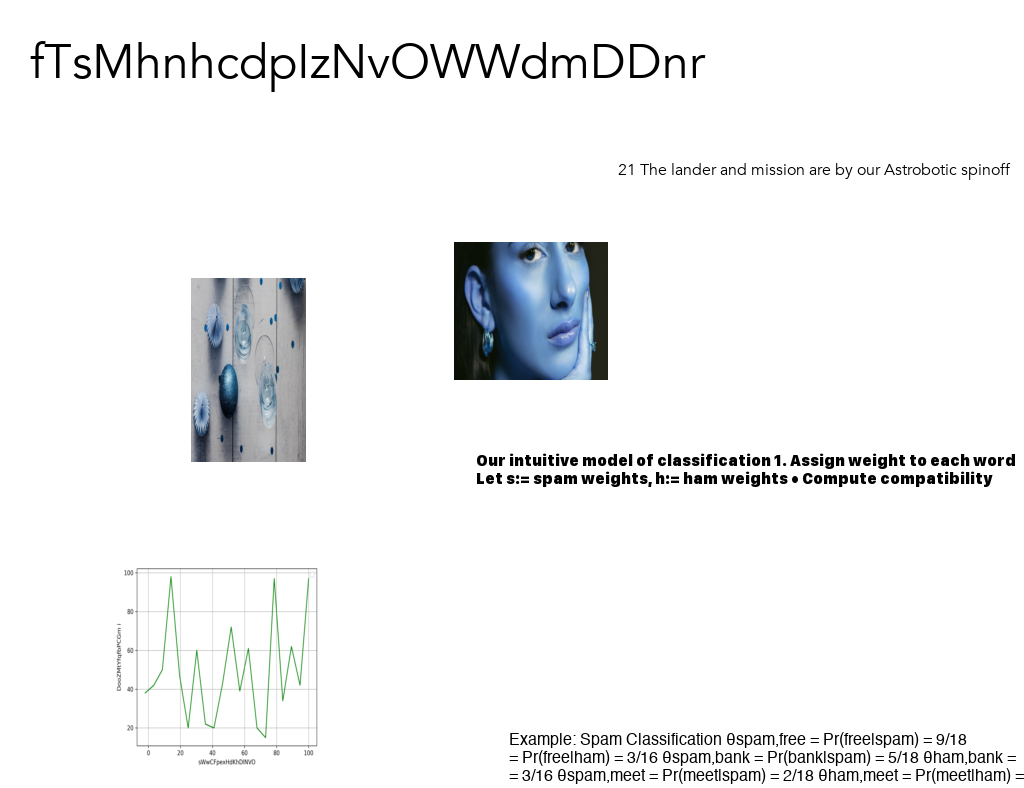 fTsMhnhcdpIzNvOWWdmDDnr
21 The lander and mission are by our Astrobotic spinoff
Our intuitive model of classification 1. Assign weight to each word
Let s:= spam weights, h:= ham weights • Compute compatibility
100
80
60
40
20
0 20 40 60 80 100
sWwCFpexHdKhDlNVO
Example: Spam Classification θspam,free = Pr(free|spam) = 9/18
= Pr(free|ham) = 3/16 θspam,bank = Pr(bank|spam) = 5/18 θham,bank =
= 3/16 θspam,meet = Pr(meet|spam) = 2/18 θham,meet = Pr(meet|ham) =